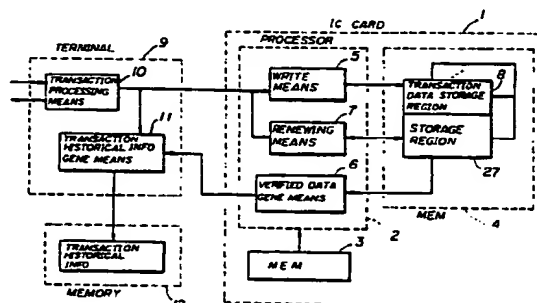 IC CARD
1
TERMINAL
9
PROCESSOR
10
5
8
TRANSACTION
PROCESSING
MEANS
WRITE
MEANS
TRANSACTION
DATA STORAGE
REGION
11
7
TRANSACTION
HISTORICAL INFO
GENE MEANS
RENEWING
MEANS
STORAGE
REGION
6
27
VERIFIED DATA
GENE MEANS
MEM
2
4
3
TRANSACTION
HISTORICAL
INFO
MEM
MEMORY